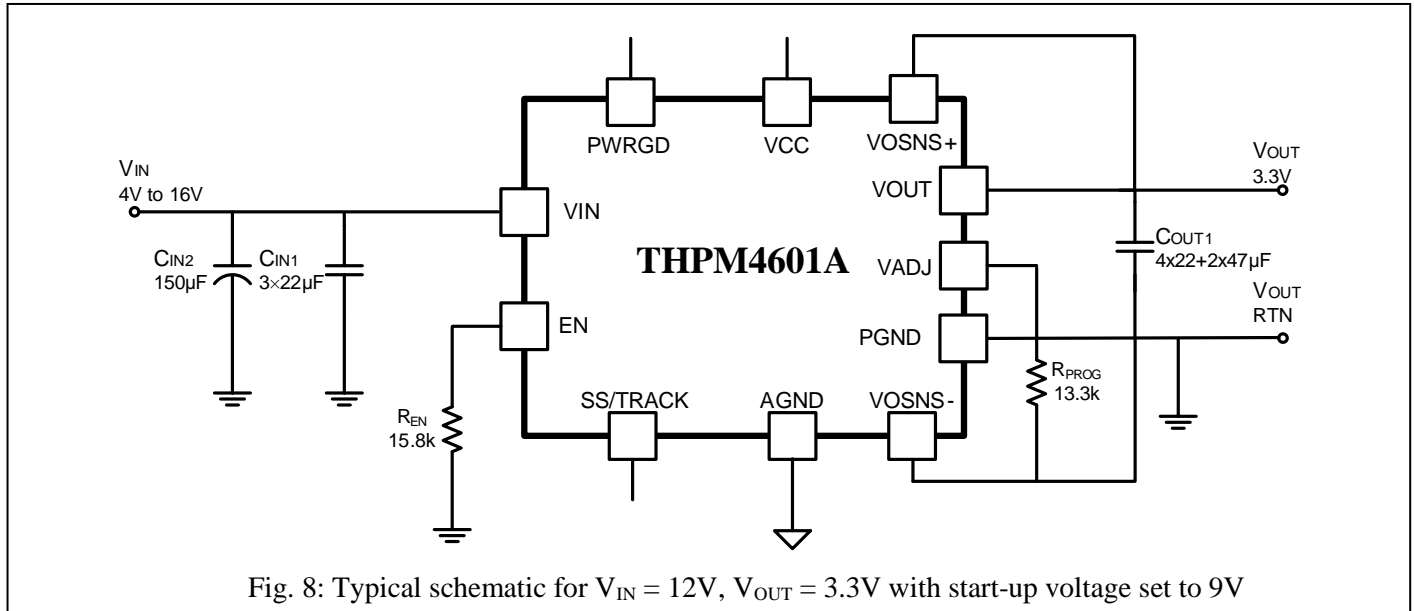 PWRGD
VCC
VOSNS+
VIN
4V to 16V
VIN
VOUT
VOUT
3.3V
CIN2
150µF
CIN1
3×22µF
THPM4601A
VADJ
COUT1
4x22+2x47µF
EN
PGND
VOUT
RTN
RPROG
13.3k
REN
15.8k
SS/TRACK
AGND
VOSNS-
Fig. 8: Typical schematic for VIN = 12V, VOUT = 3.3V with start-up voltage set to 9V